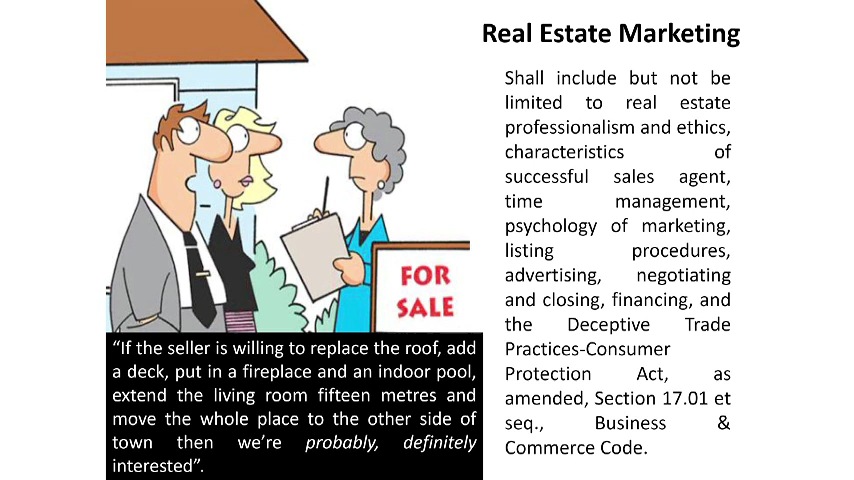 Real Estate Marketing
Shall include but not be
limited to real estate
professionalism and ethics,
characteristics of
successful sales agent,
time management,
psychology of marketing,
listing procedures,
advertising, negotiating
and closing, financing, and
the Deceptive Trade
Practices-Consumer
Protection Act, as
amended, Section 17.01 et
seq., Business &
Commerce Code.
FOR
SALE
“If the seller is willing to replace the roof, add
a deck, put in a fireplace and an indoor pool,
extend the living room fifteen metres and
move the whole place to the other side of
town then we’re probably, definitely
interested”.